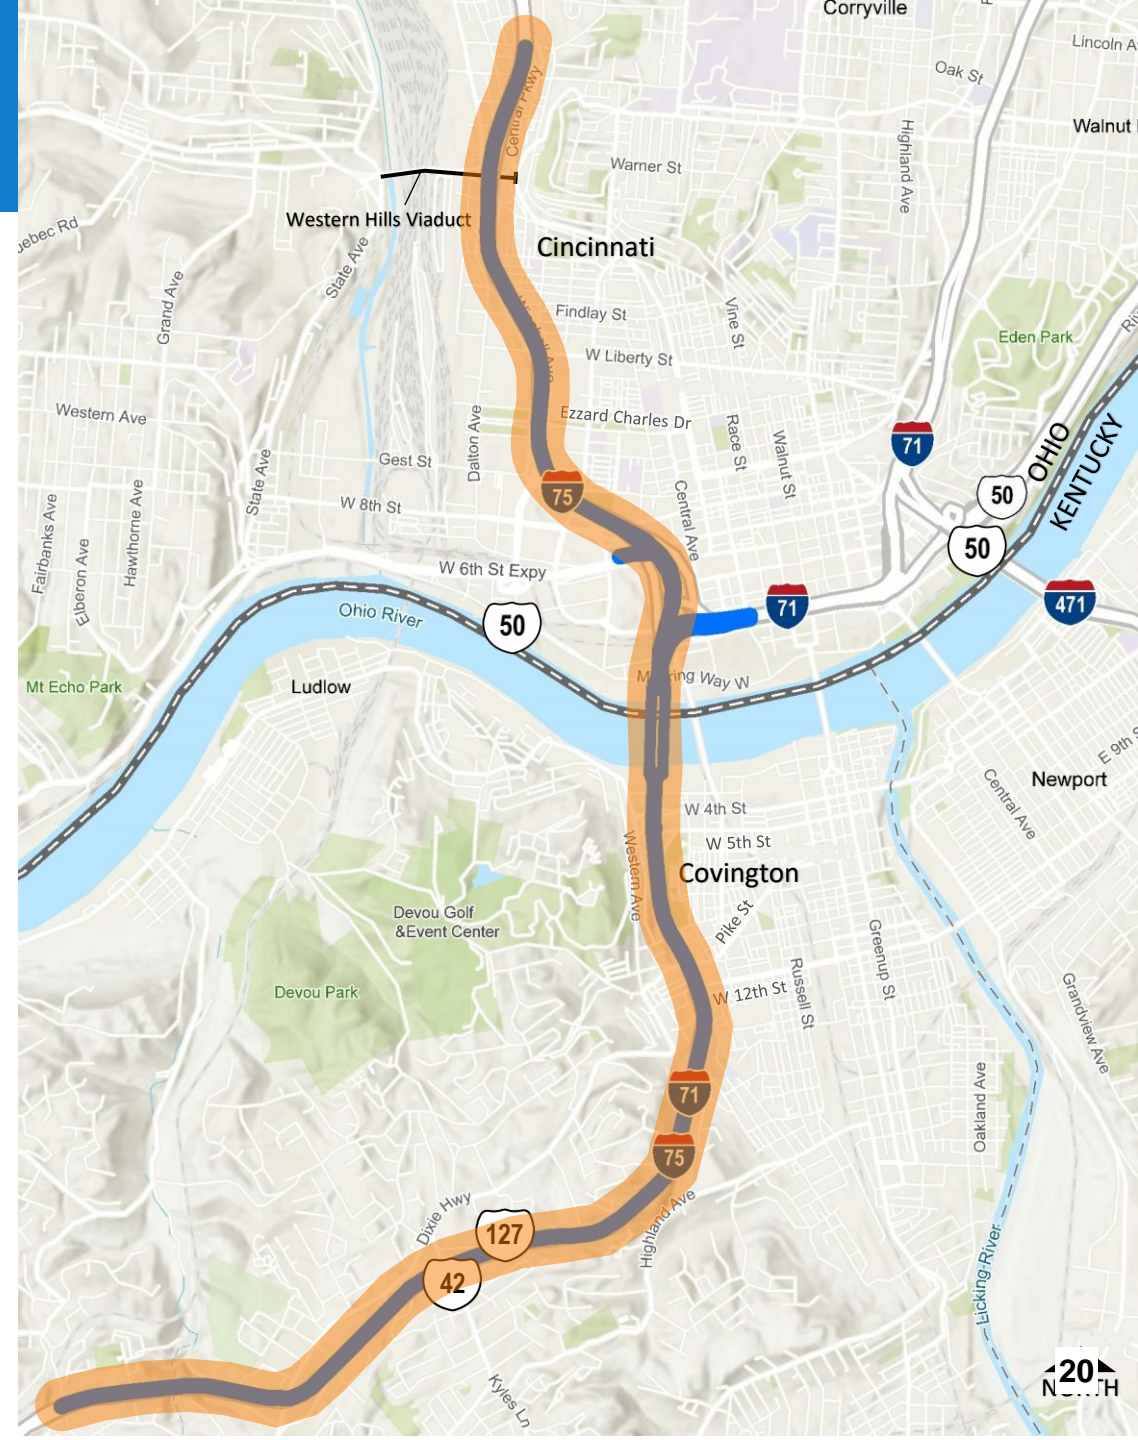 Corryville
Lincoln A
Oak St
Central Pkwy
Highland Ave
Walnut
Warner St
Western Hills Viaduct
uebec Rd
State Ave
Cincinnati
Grand Ave
Findlay St
Vine St
Eden Park
W Liberty St
Western Ave
Dalton Ave
Ezzard Charles Dr
Race St
Walnut St
71
OHIO
KENTUCKY
Gest St
State Ave
75
Central Ave
50
W 8th St
Fairbanks Ave
Elberon Ave
Hawthorne Ave
50
W 6th St Expy
71
471
Ohio River
50
Mt Echo Park
Ludlow
Way W
E 9th S
Newport
Central Ave
W 4th St
W 5th St
Western Ave
Covington
Devou Golf
&Event Center
Pike St
Greenup St
Devou Park
W 12th St
Russell St
Grandview Ave
71
Oakland Ave
75
Dixie Hwy
127
Highland Ave
42
Licking River
Kyles Ln
20
NORTH